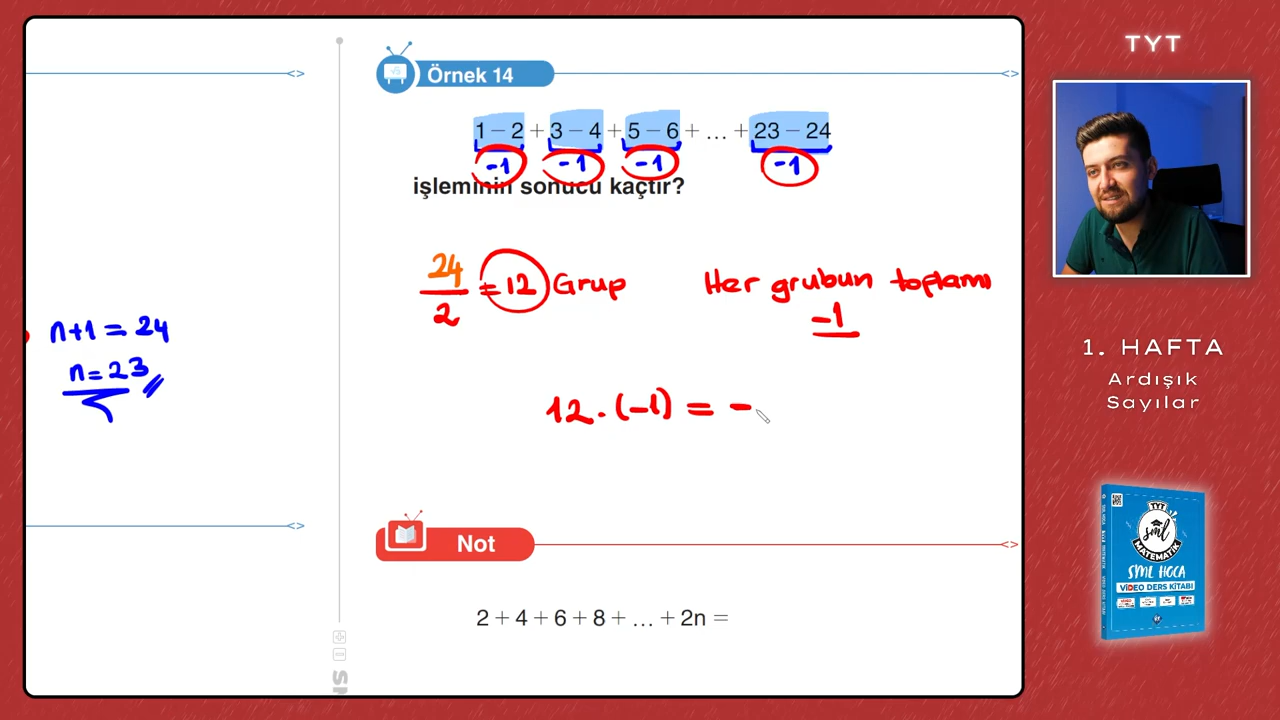 TYT
Örnek 14
1 – 2 + 3 – 4 + 5 – 6 + ... + 23 – 24
-1 -1 -1 -1
işleminin sonucu kaçtır?
24
2
= 12 Grup
Her grubun toplamı
-1
n+1 = 24
n = 23
12 . (-1) = -
Not
2 + 4 + 6 + 8 + ... + 2n =
1. HAFTA
Ardışık
Sayılar
TYT
SML
MATEMATİK
SML HOCA
VİDEO DERS KİTABI